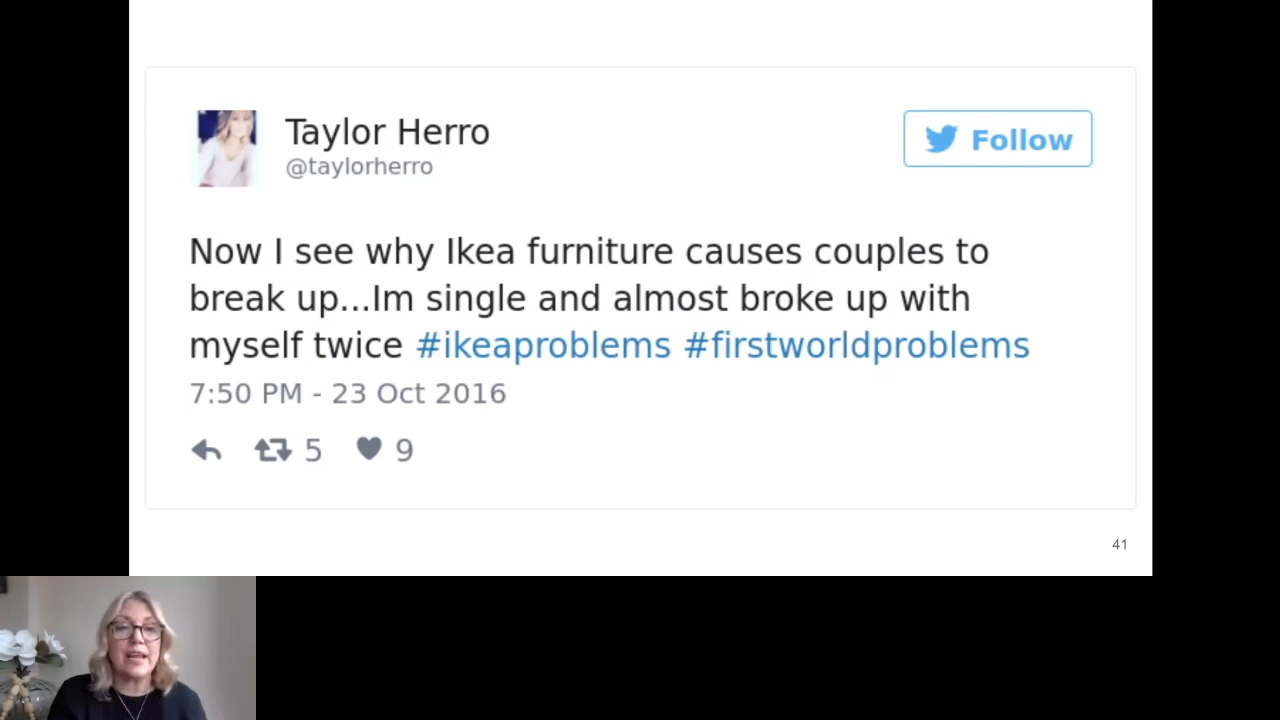 Taylor Herro
@taylorherro
Follow
Now I see why Ikea furniture causes couples to
break up...Im single and almost broke up with
myself twice #ikeaproblems #firstworldproblems
7:50 PM - 23 Oct 2016
5 9
41